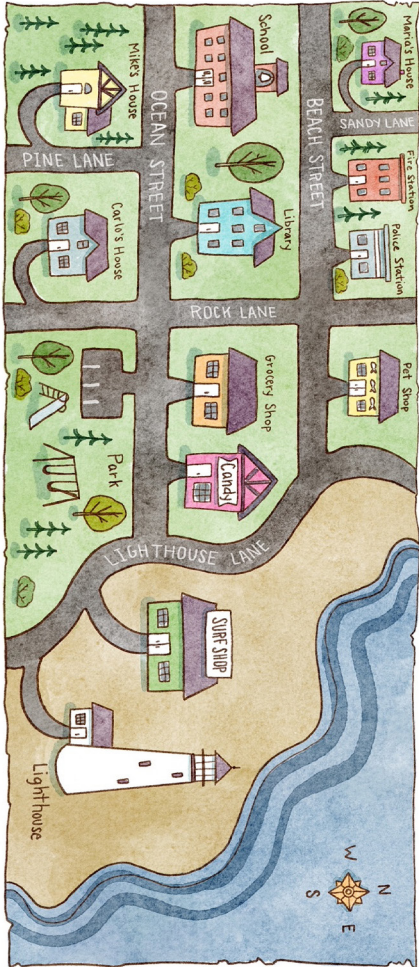 Maria's House
SANDY LANE
Fire Station
Police Station
Pet Shop
BEACH STREET
School
Library
ROCK LANE
Grocery Shop
Candy
OCEAN STREET
Mike's House
PINE LANE
Carlo's House
Park
LIGHTHOUSE LANE
SURF SHOP
Lighthouse
N
W
E
S